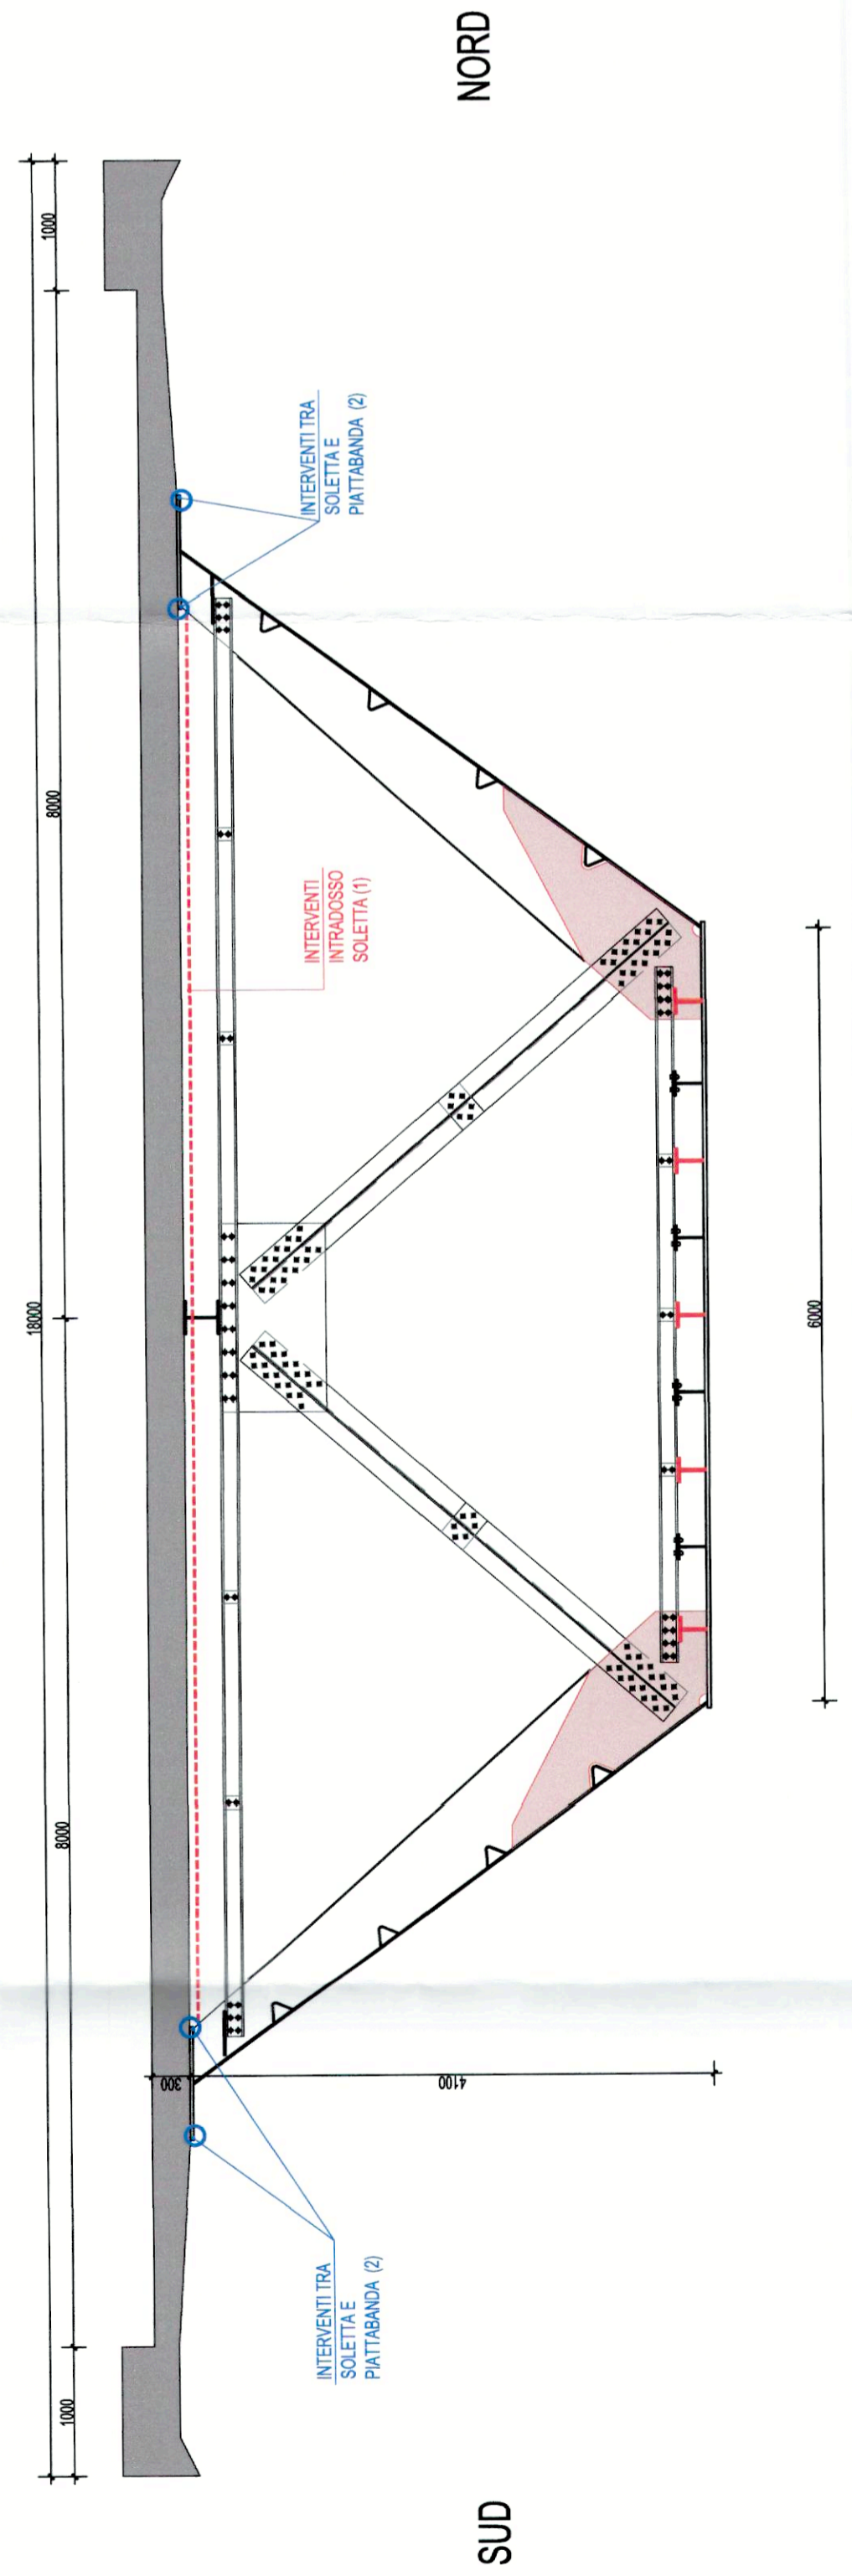 18000
1000
8000
8000
1000
INTERVENTI TRA
SOLETTA E
PIATTABANDA (2)
INTERVENTI
INTRADOSSO
SOLETTA (1)
INTERVENTI TRA
SOLETTA E
PIATTABANDA (2)
300
4100
6000
SUD
NORD